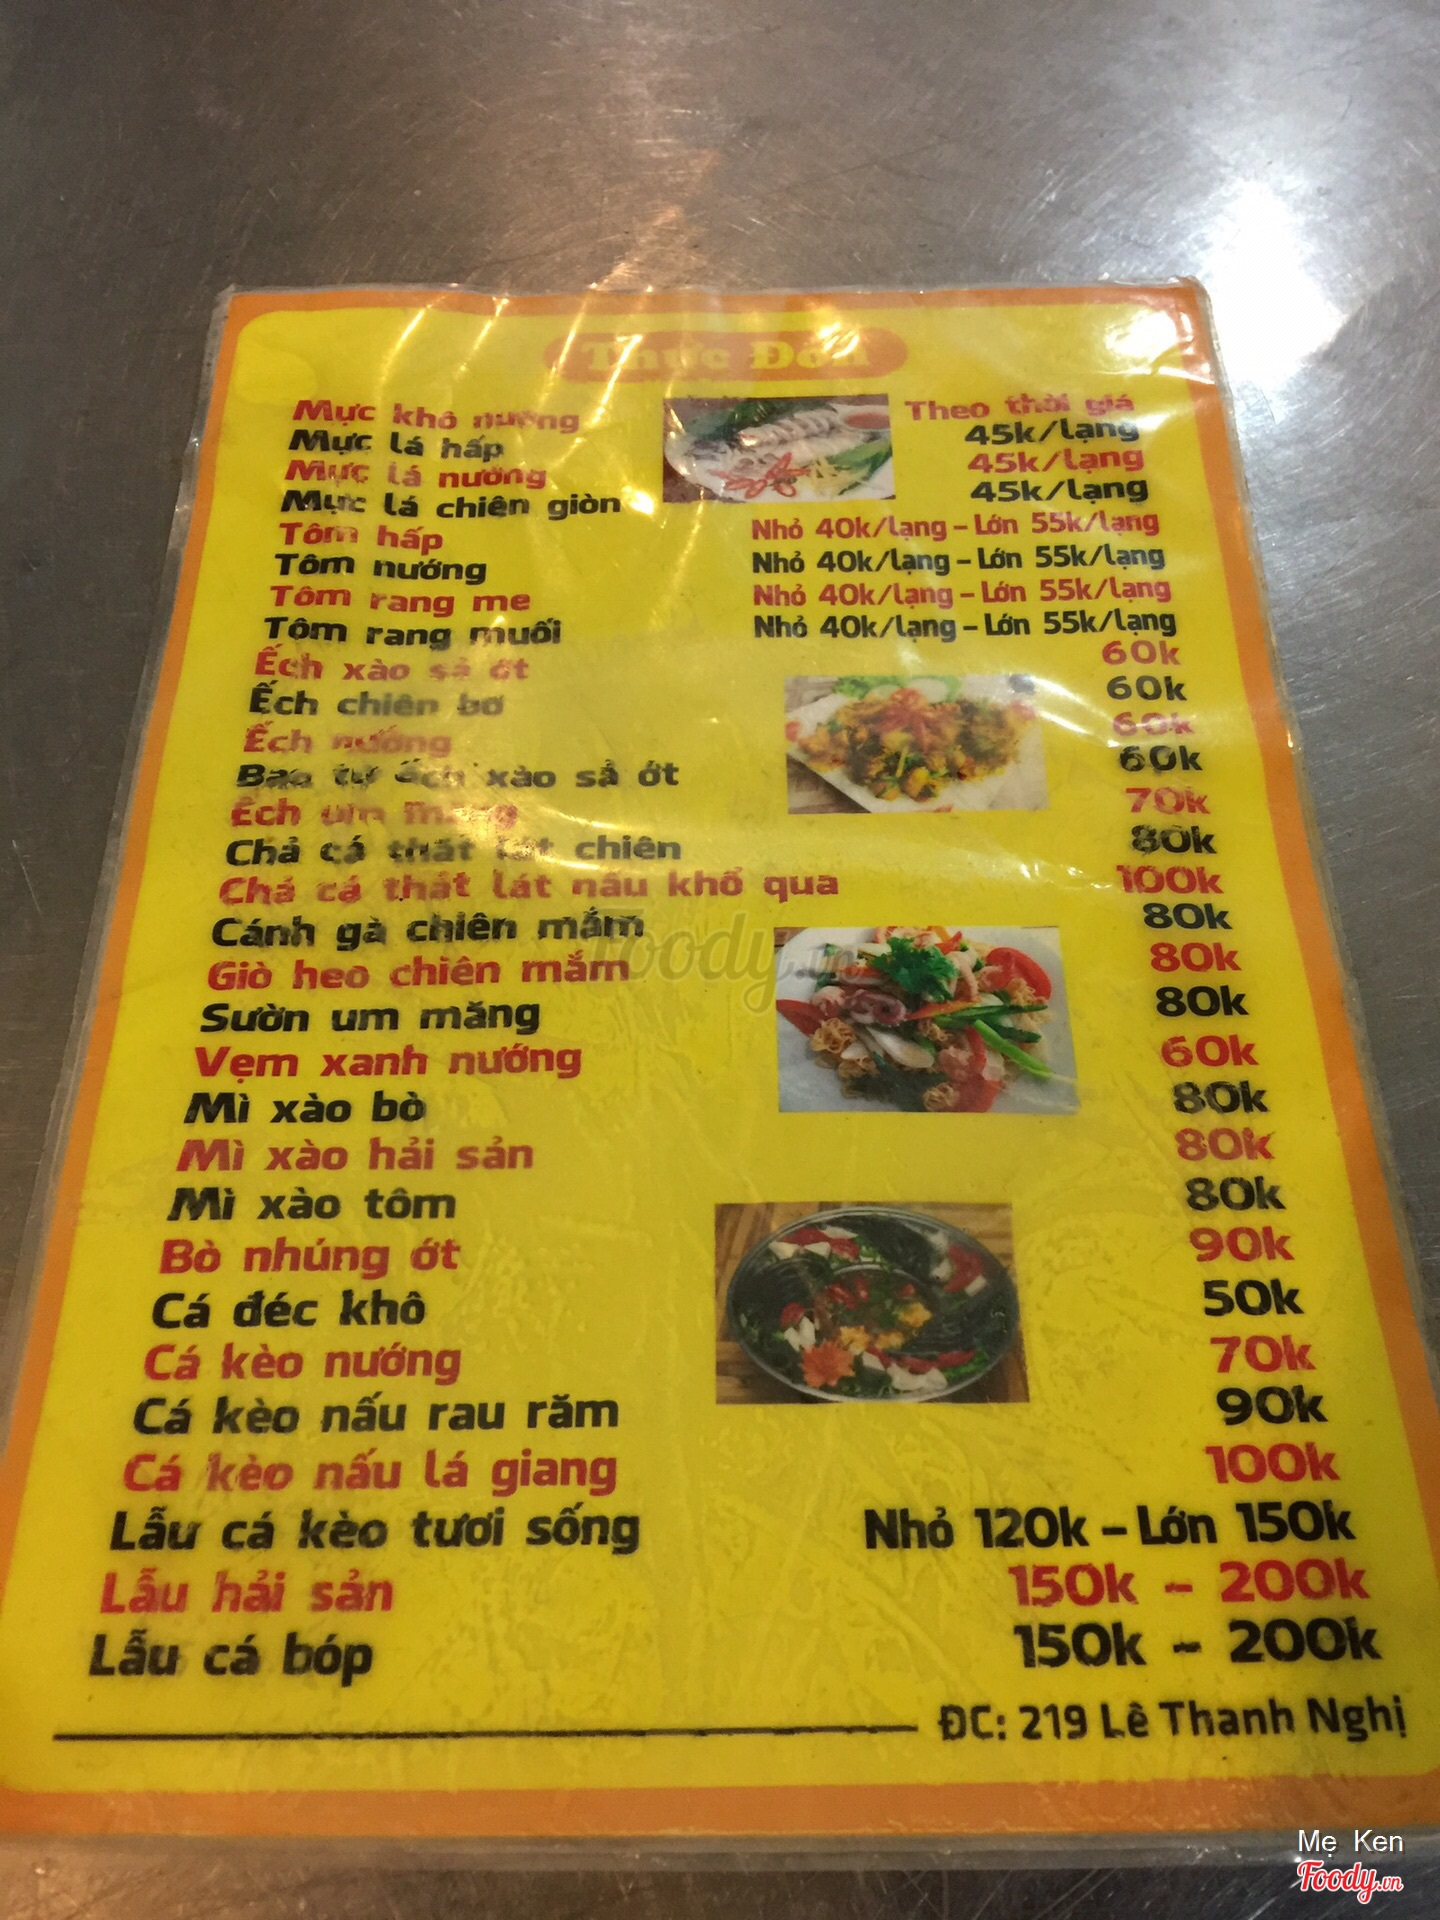 Thực Đơn
Mực khô nướng Theo thời giá
Mực lá hấp 45k/lạng
Mực lá nướng 45k/lạng
Mực lá chiên giòn 45k/lạng
Tôm hấp Nhỏ 40k/lạng - Lớn 55k/lạng
Tôm nướng Nhỏ 40k/lạng - Lớn 55k/lạng
Tôm rang me Nhỏ 40k/lạng - Lớn 55k/lạng
Tôm rang muối Nhỏ 40k/lạng - Lớn 55k/lạng
Ếch xào sả ớt 60k
Ếch chiên bơ 60k
Ếch nướng 60k
Bao tử ếch xào sả ớt 60k
Ếch um măng 70k
Chả cá thát lát chiên 80k
Chả cá thát lát nấu khổ qua 100k
Cánh gà chiên mắm 80k
Giò heo chiên mắm 80k
Sườn um măng 80k
Vẹm xanh nướng 60k
Mì xào bò 80k
Mì xào hải sản 80k
Mì xào tôm 80k
Bò nhúng ớt 90k
Cá đéc khô 50k
Cá kèo nướng 70k
Cá kèo nấu rau răm 90k
Cá kèo nấu lá giang 100k
Lẫu cá kèo tươi sống Nhỏ 120k - Lớn 150k
Lẫu hải sản 150k - 200k
Lẫu cá bóp 150k - 200k
ĐC: 219 Lê Thanh Nghị
Foody.vn
Mẹ Ken
Foody.vn